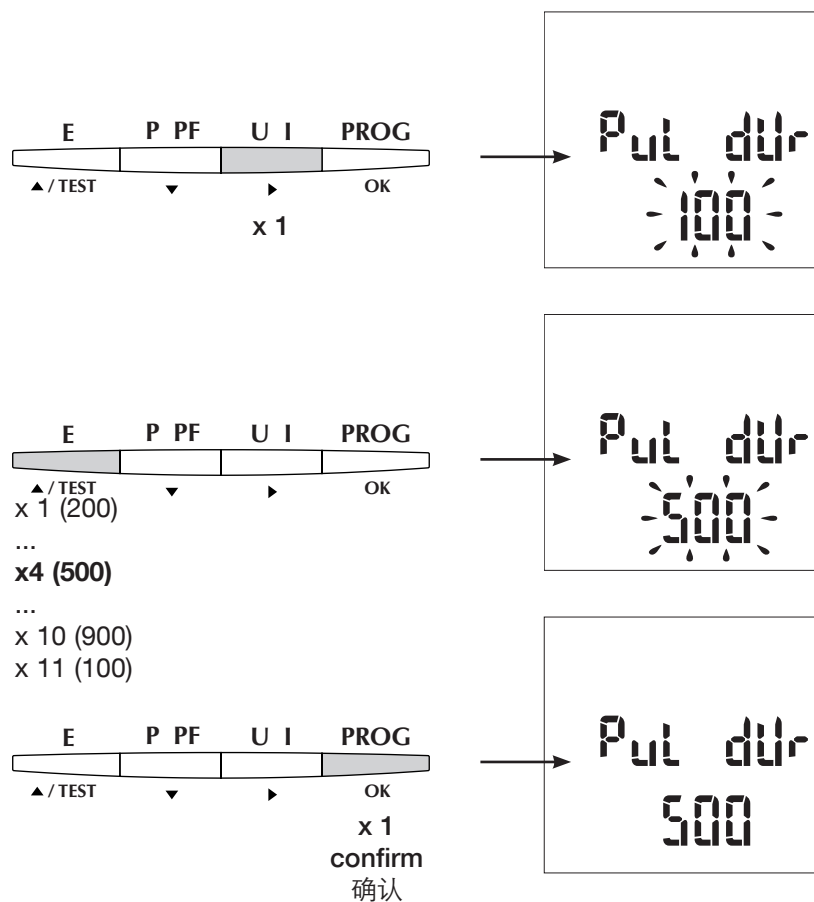 E P PF U I PROG
▲ / TEST ▼ ▶ OK
x 1
PuL dUr
100
E P PF U I PROG
▲ / TEST ▼ ▶ OK
x 1 (200)
...
x4 (500)
...
x 10 (900)
x 11 (100)
PuL dUr
500
E P PF U I PROG
▲ / TEST ▼ ▶ OK
x 1
confirm
确认
PuL dUr
500